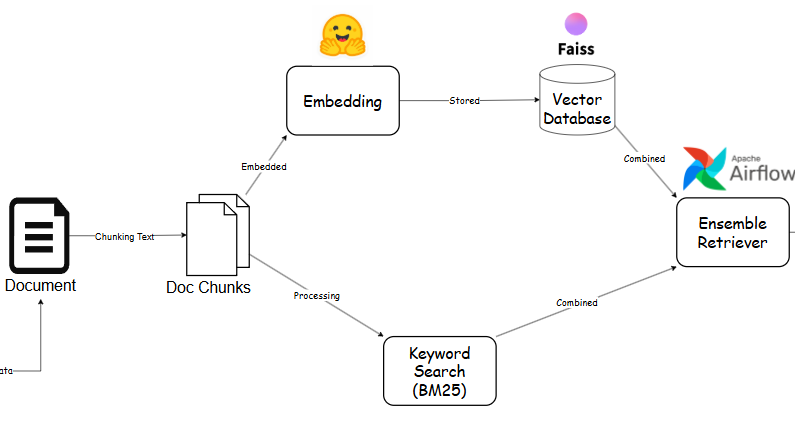 Faiss
Embedding
Stored
Vector
Database
Embedded
Combined
Apache
Airflow
Chunking Text
Ensemble
Retriever
Document
Doc Chunks
Processing
Combined
Keyword
Search
(BM25)
ata